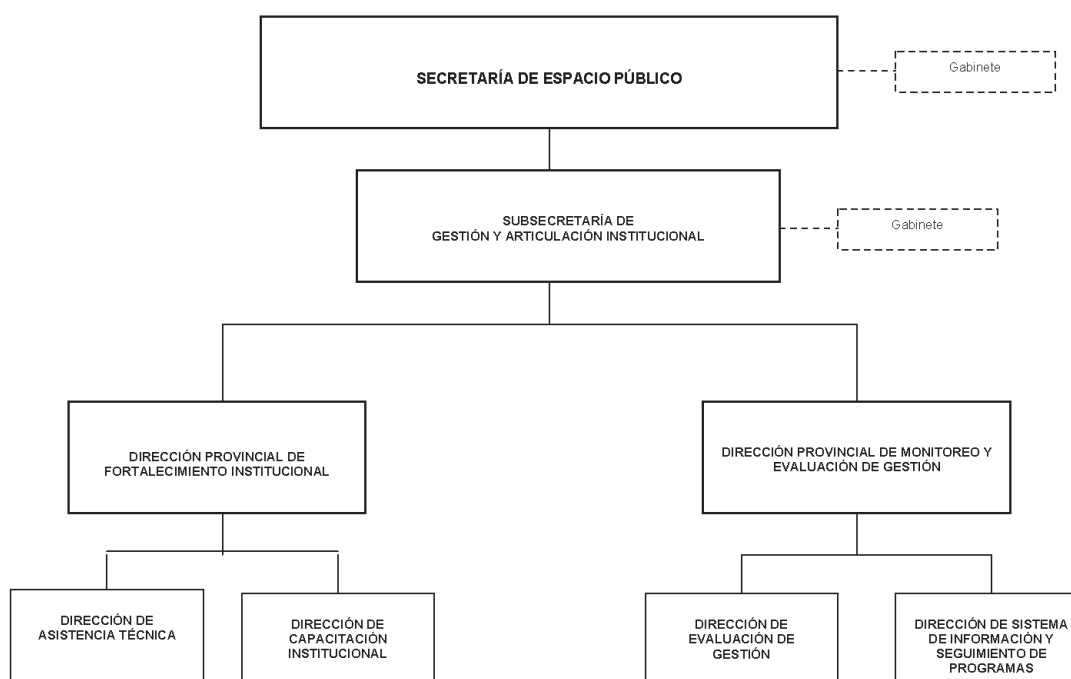 SECRETARÍA DE ESPACIO PÚBLICO
Gabinete
SUBSECRETARÍA DE
GESTIÓN Y ARTICULACIÓN INSTITUCIONAL
Gabinete
DIRECCIÓN PROVINCIAL DE
FORTALECIMIENTO INSTITUCIONAL
DIRECCIÓN PROVINCIAL DE MONITOREO Y
EVALUACIÓN DE GESTIÓN
DIRECCIÓN DE
ASISTENCIA TÉCNICA
DIRECCIÓN DE
CAPACITACIÓN
INSTITUCIONAL
DIRECCIÓN DE
EVALUACIÓN DE
GESTIÓN
DIRECCIÓN DE SISTEMA
DE INFORMACIÓN Y
SEGUIMIENTO DE
PROGRAMAS